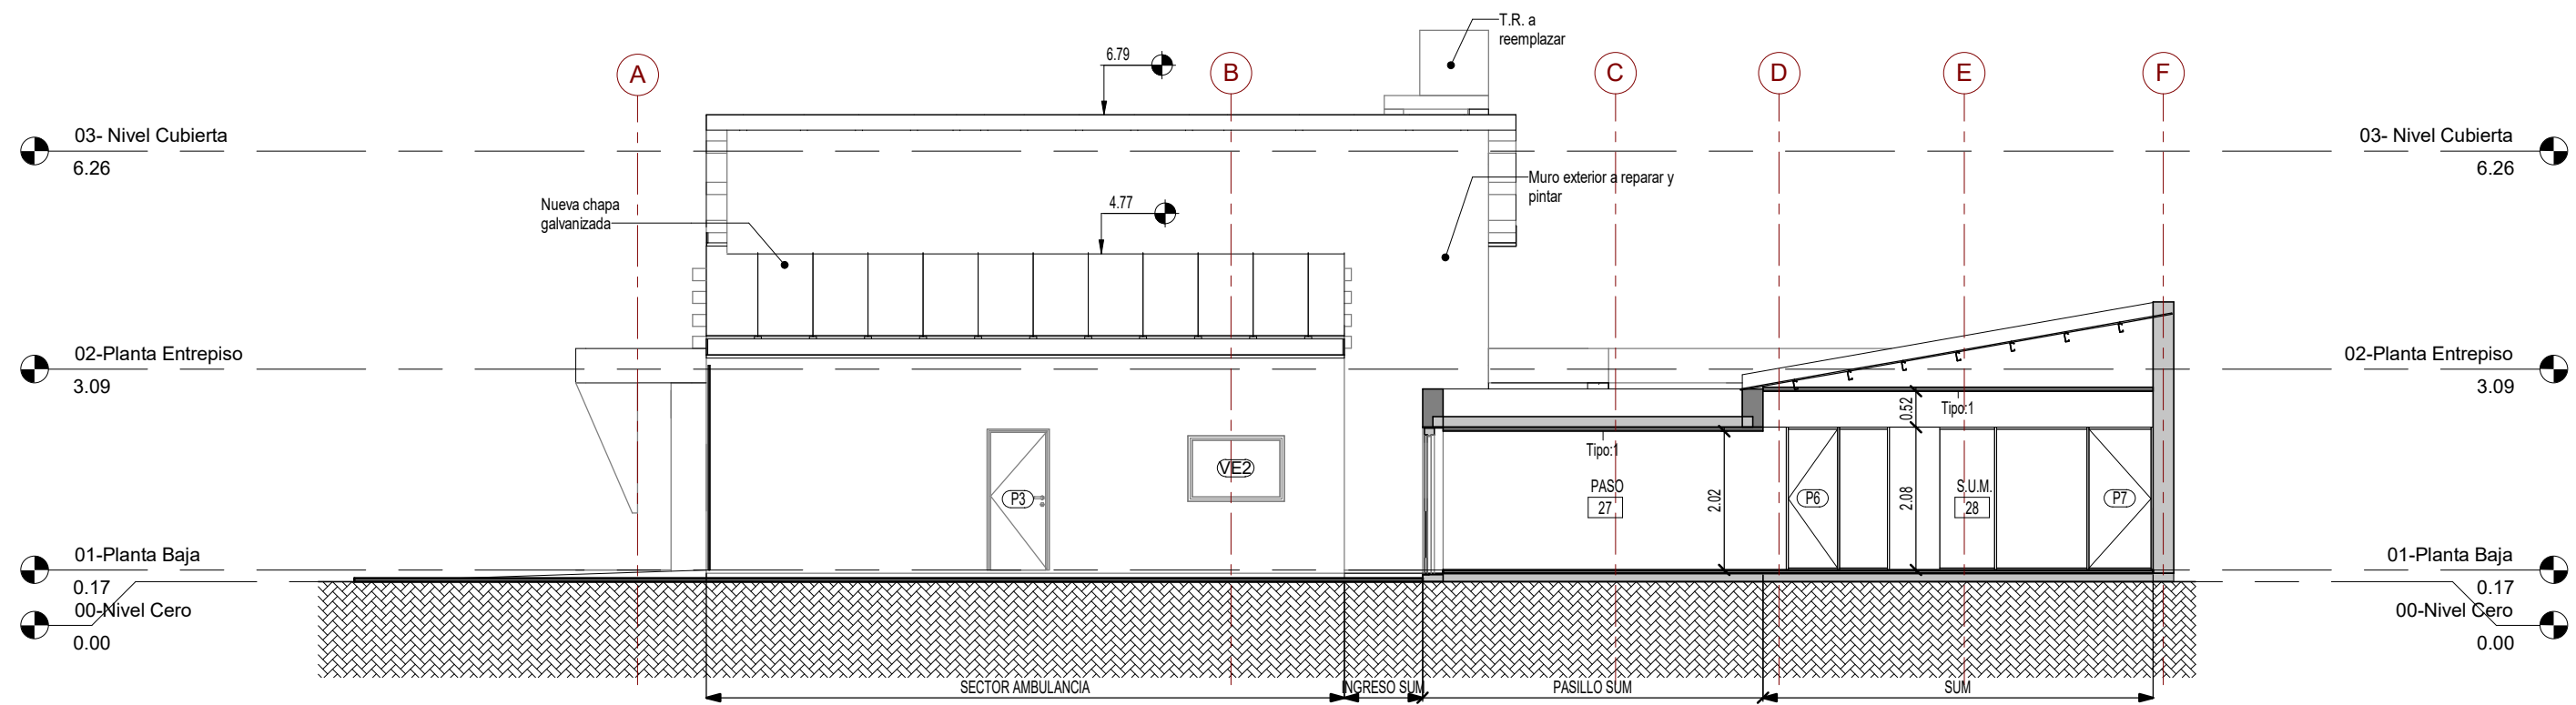 T.R. a
reemplazar
6.79
A
B
C
D
E
F
03- Nivel Cubierta
6.26
03- Nivel Cubierta
6.26
Muro exterior a reparar y
pintar
Nueva chapa
galvanizada
4.77
02-Planta Entrepiso
3.09
02-Planta Entrepiso
3.09
0.52
Tipo:1
Tipo:1
VE2
P3
PASO
27
2.02
P6
2.08
S.U.M.
28
P7
01-Planta Baja
0.17
01-Planta Baja
0.17
00-Nivel Cero
0.00
00-Nivel Cero
0.00
SECTOR AMBULANCIA
INGRESO SUM
PASILLO SUM
SUM